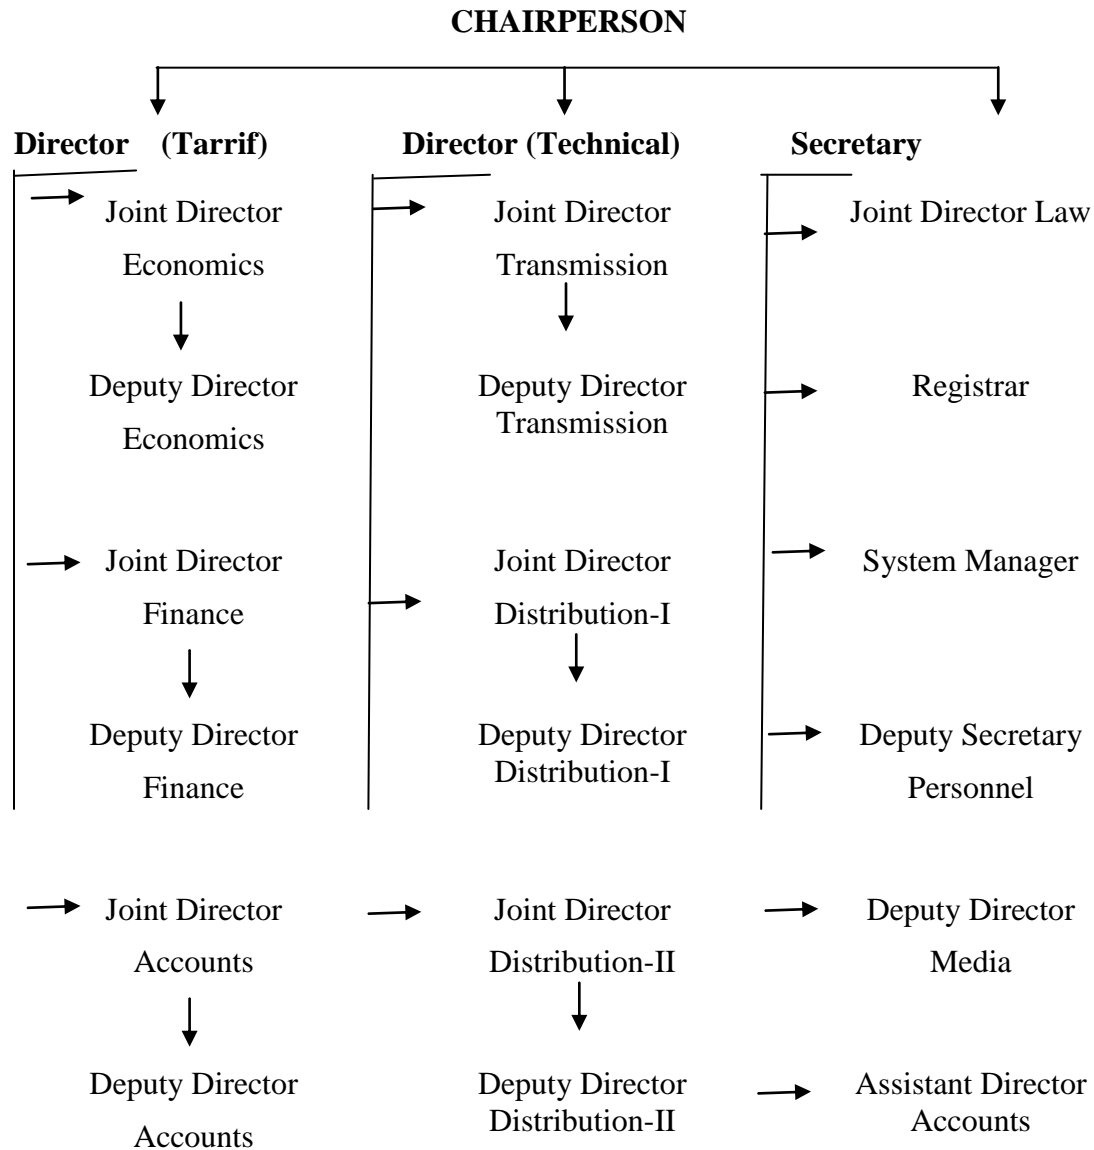 CHAIRPERSON
Director (Tarrif)
Director (Technical)
Secretary
Joint Director
Economics
Joint Director
Transmission
Joint Director Law
Deputy Director
Economics
Deputy Director
Transmission
Registrar
Joint Director
Finance
Joint Director
Distribution-I
System Manager
Deputy Director
Finance
Deputy Director
Distribution-I
Deputy Secretary
Personnel
Joint Director
Accounts
Joint Director
Distribution-II
Deputy Director
Media
Deputy Director
Accounts
Deputy Director
Distribution-II
Assistant Director
Accounts